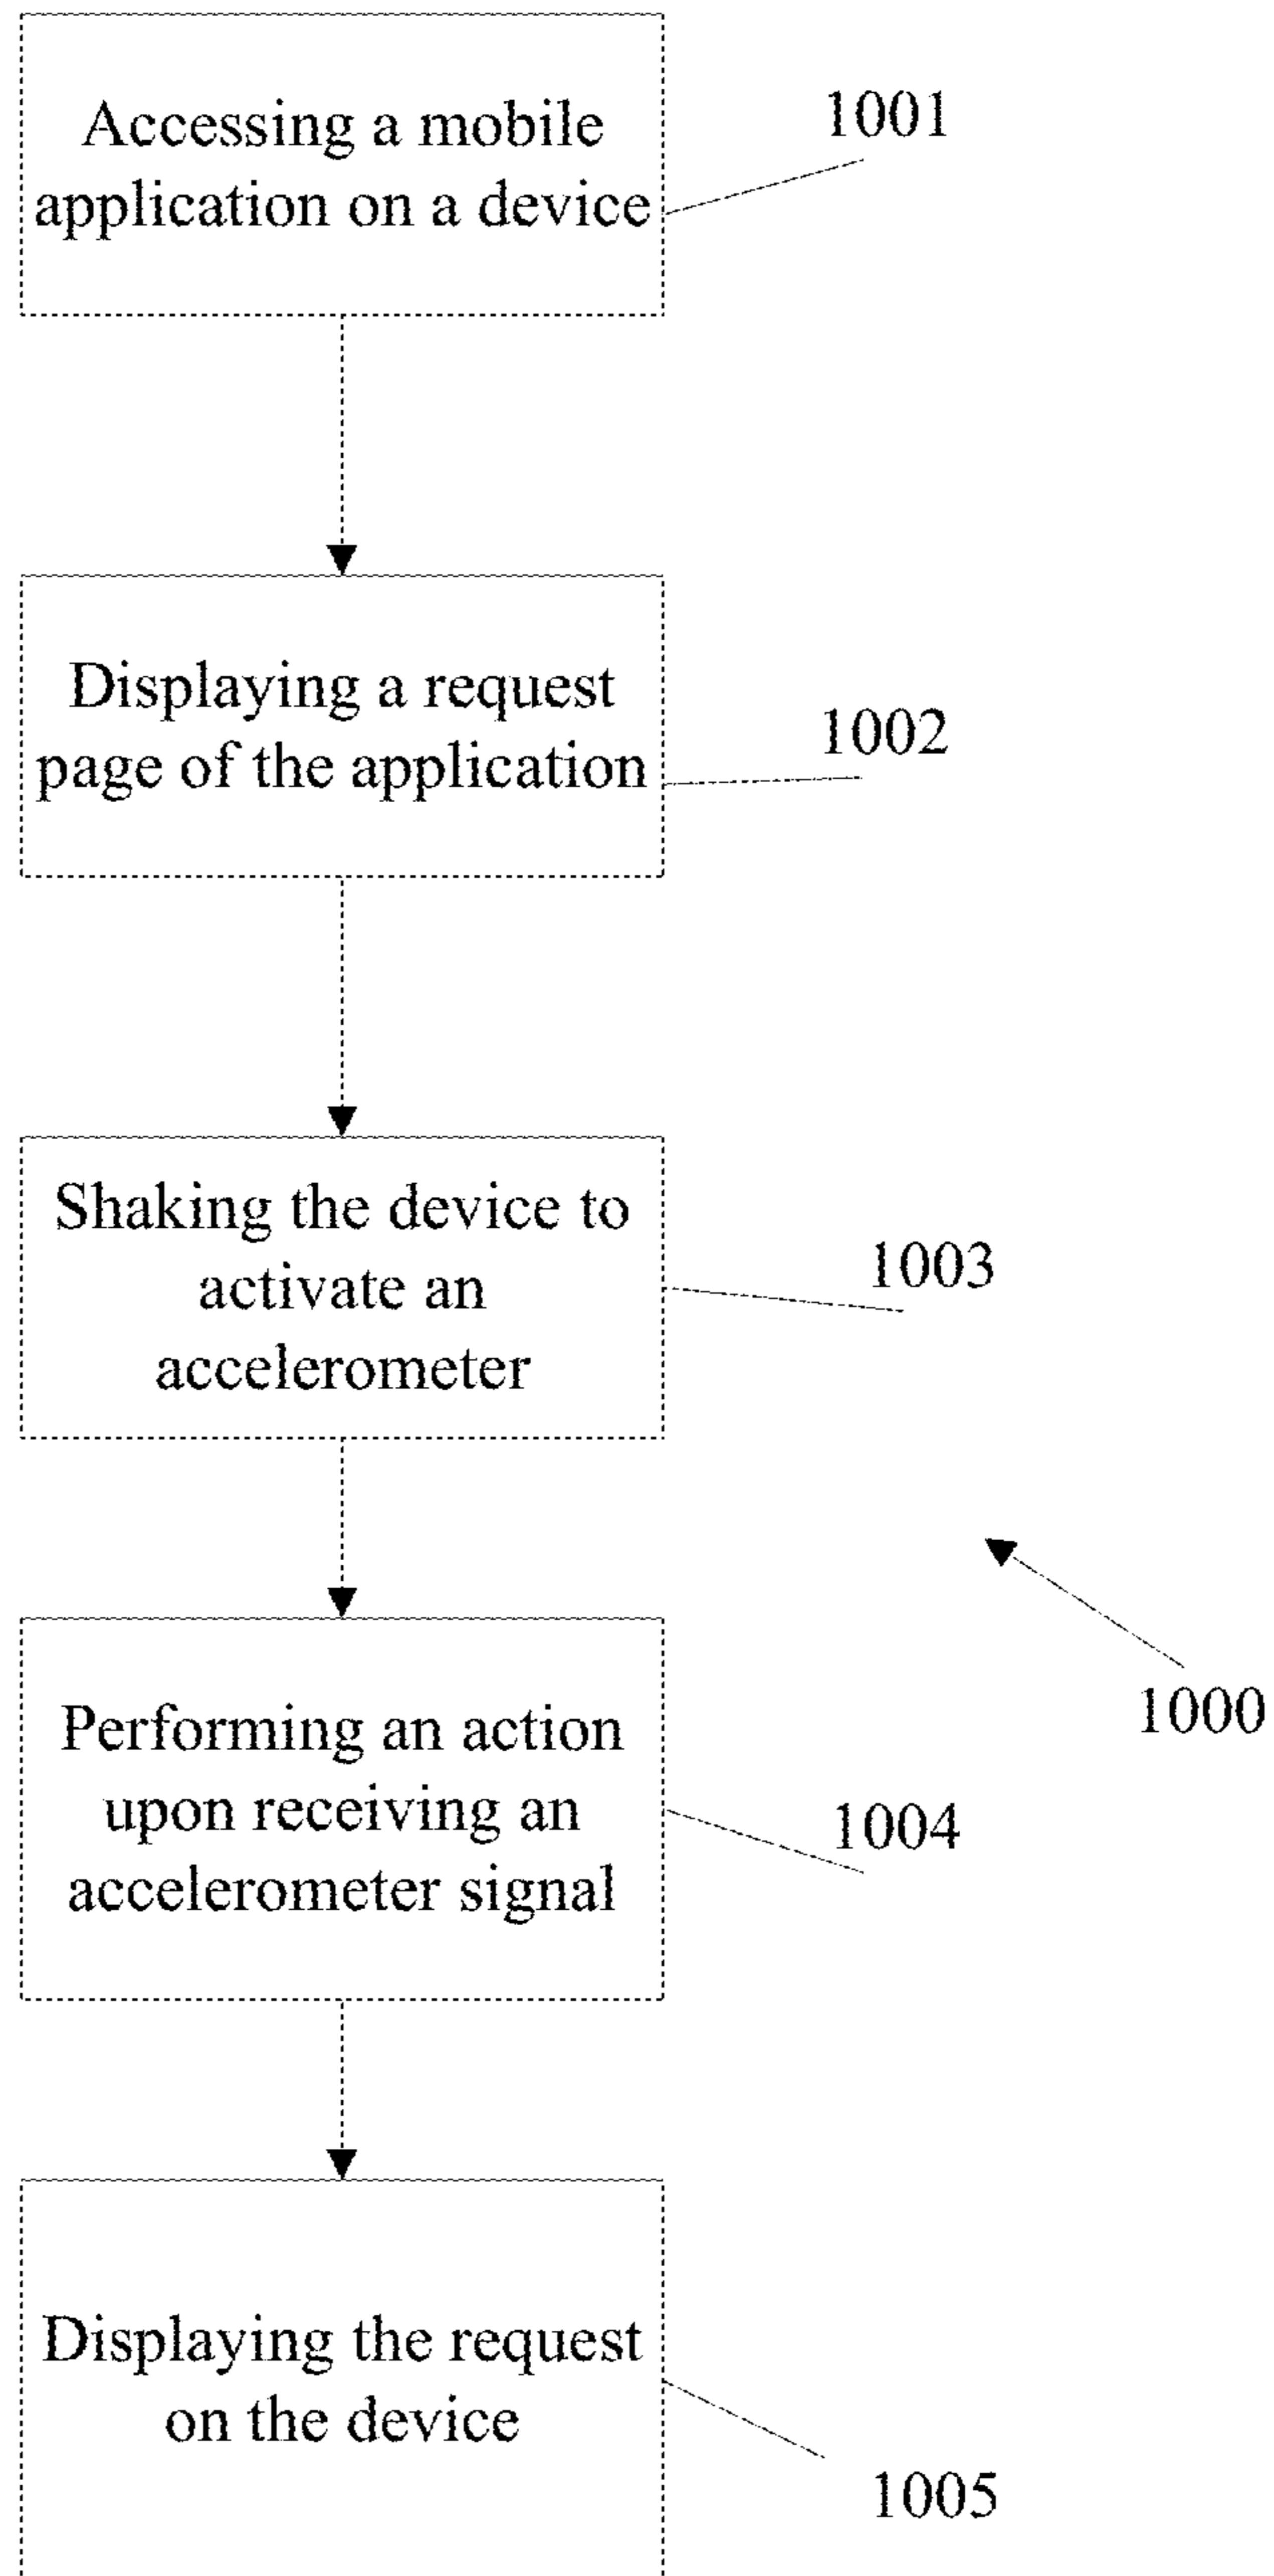 Accessing a mobile
application on a device
1001
Displaying a request
page of the application
1002
Shaking the device to
activate an
accelerometer
1003
1000
Performing an action
upon receiving an
accelerometer signal
1004
Displaying the request
on the device
1005